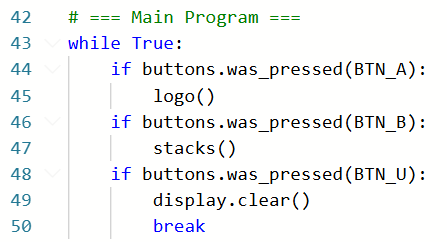 42 # === Main Program ===
43 while True:
44     if buttons.was_pressed(BTN_A):
45         logo()
46     if buttons.was_pressed(BTN_B):
47         stacks()
48     if buttons.was_pressed(BTN_U):
49         display.clear()
50         break